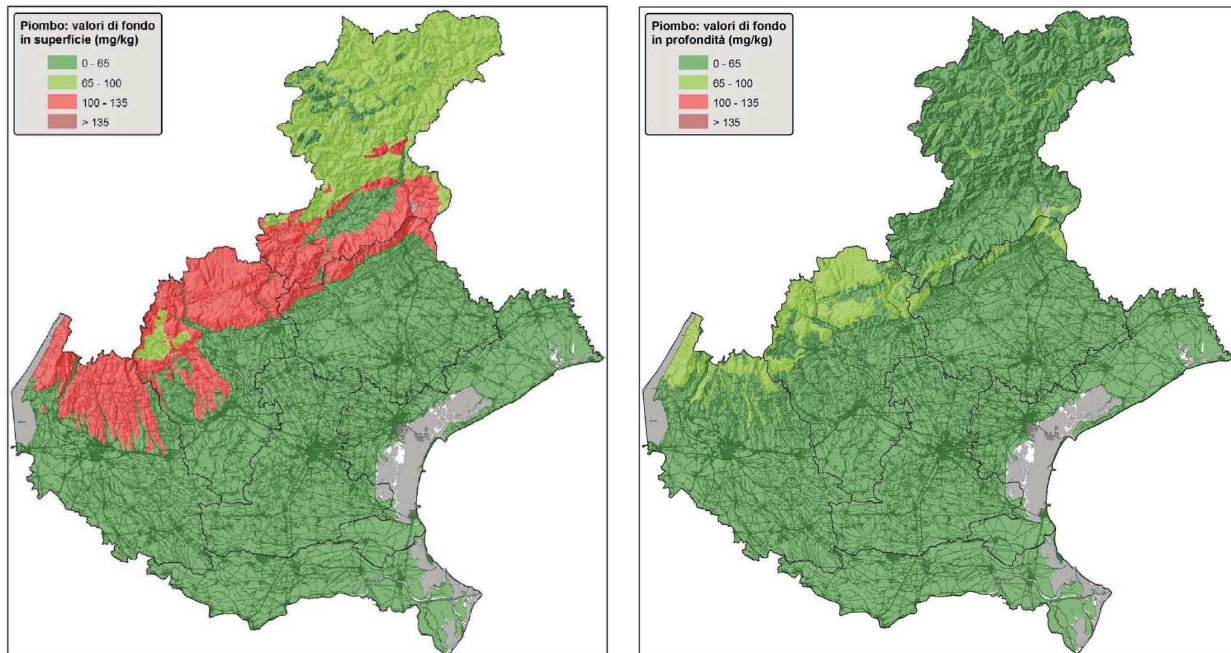 Piombo: valori di fondo
in superficie (mg/kg)
0 - 65
65 - 100
100 - 135
> 135
Piombo: valori di fondo
in profondità (mg/kg)
0 - 65
65 - 100
100 - 135
> 135